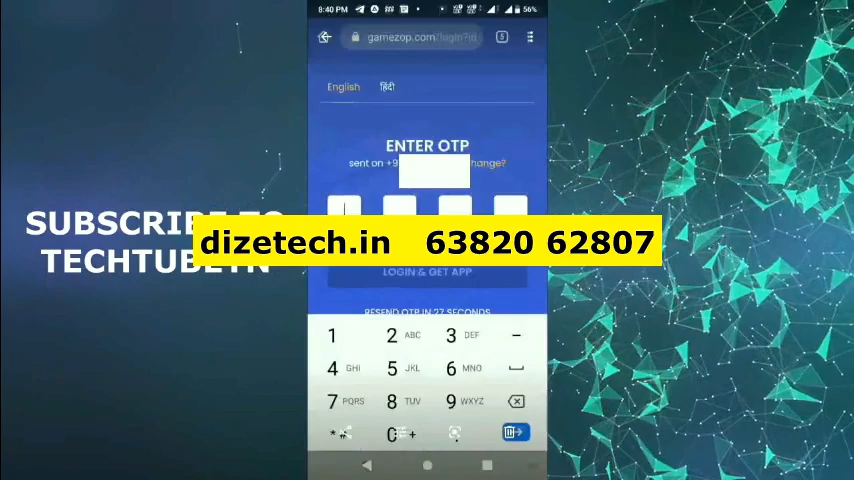 8:40 PM 56%
gamezop.com/login?id 5
English हिंदी
ENTER OTP
sent on +9 hange?
SUBSCRIBE TO
TECHTUBETN
dizetech.in 63820 62807
LOGIN & GET APP
RESEND OTP IN 27 SECONDS
1 2 ABC 3 DEF -
4 GHI 5 JKL 6 MNO
7 PQRS 8 TUV 9 WXYZ
* # 0 +